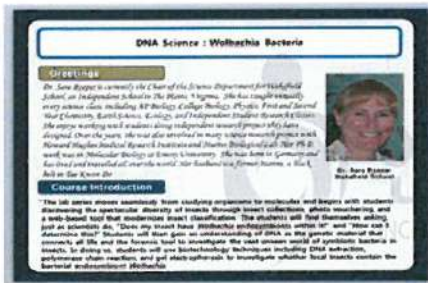 DNA Science : Wolbachia Bacteria
Greetings
Dr. Sara is currently the Chair of the Science Department for Wakefield
School, an Independent School in The Plains, Virginia. She has taught virtually
every science class, including AP Biology, College Biology, Physics, First and Second
Year Chemistry, Earth Science, Ecology, and Independent Student Research Classes.
She enjoys working with students doing independent research projects they have
designed. Over the years, she was also involved in many science research projects with
Howard Hughes Medical Research Institute and Marine Biological Lab. Her Ph.D.
work was in Molecular Biology at Emory University. She was born in Germany and
has lived and traveled all over the world. Her husband is a former Marine, a black
belt in Tae Kwon Do
Dr. Sara
Wakefield School
Course Introduction
"The lab series moves seamlessly from studying organisms to molecules and begins with students
discovering the spectacular diversity of insects through insect collections, photo vouchering, and
a web-based tool that modernizes insect classification. The students will find themselves asking,
just as scientists do, "Does my insect have Wolbachia endosymbionts within it?" and "How can I
determine this?" Students will then gain an understanding of DNA as the genetic material that
connects all life and the forensic tool to investigate the vast unseen world of symbiotic bacteria
in insects. In doing so, students will use biotechnology techniques including DNA extraction,
polymerase chain reaction, and gel electrophoresis to investigate whether local insects contain the
bacterial endosymbiont Wolbachia.